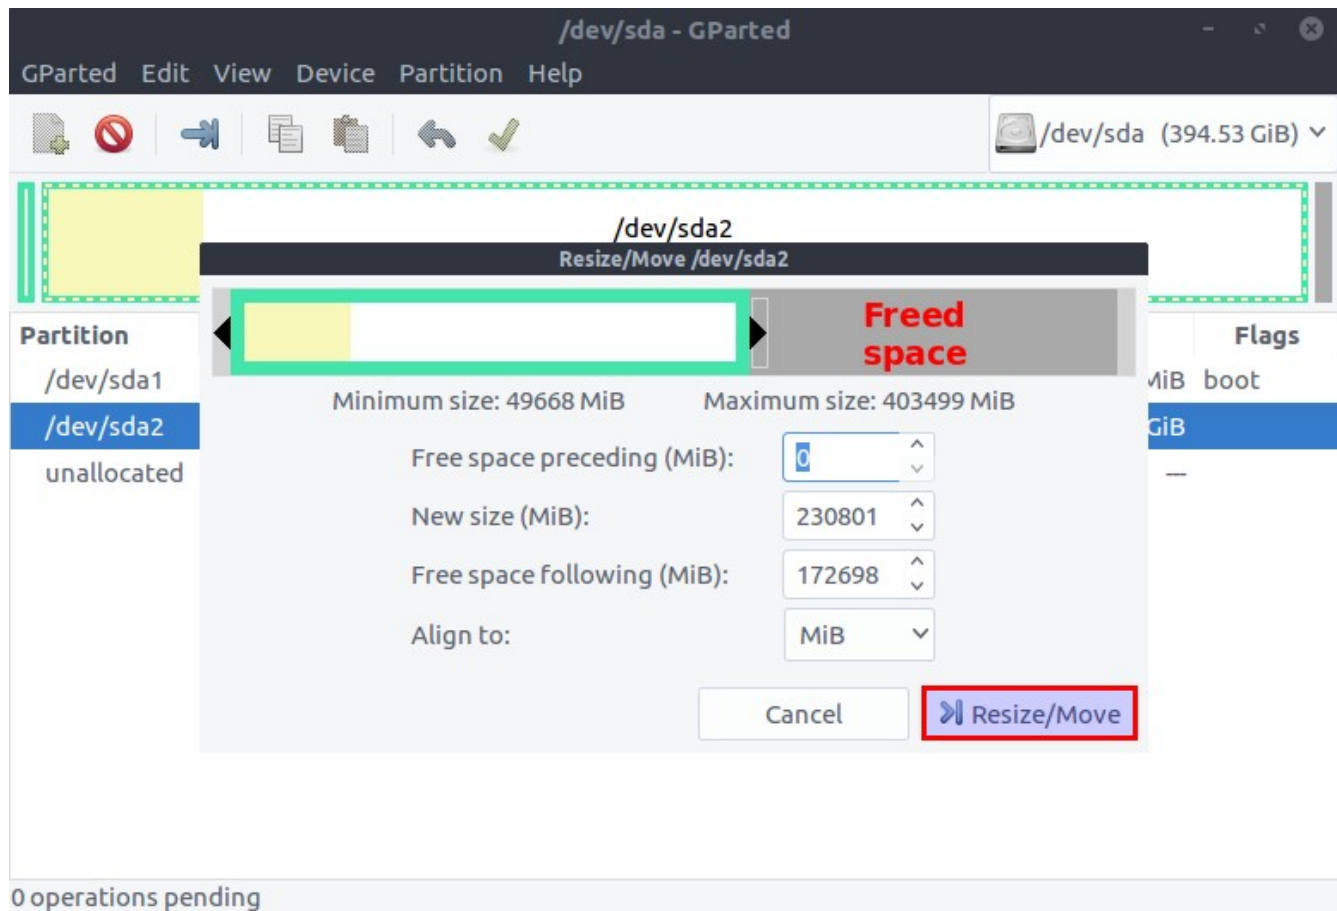 /dev/sda - GParted
GParted Edit View Device Partition Help
/dev/sda (394.53 GiB)
/dev/sda2
Resize/Move /dev/sda2
Freed
space
Partition
Flags
/dev/sda1
MiB boot
Minimum size: 49668 MiB Maximum size: 403499 MiB
/dev/sda2
GiB
Free space preceding (MiB): 0
unallocated
---
New size (MiB): 230801
Free space following (MiB): 172698
Align to: MiB
Cancel Resize/Move
0 operations pending